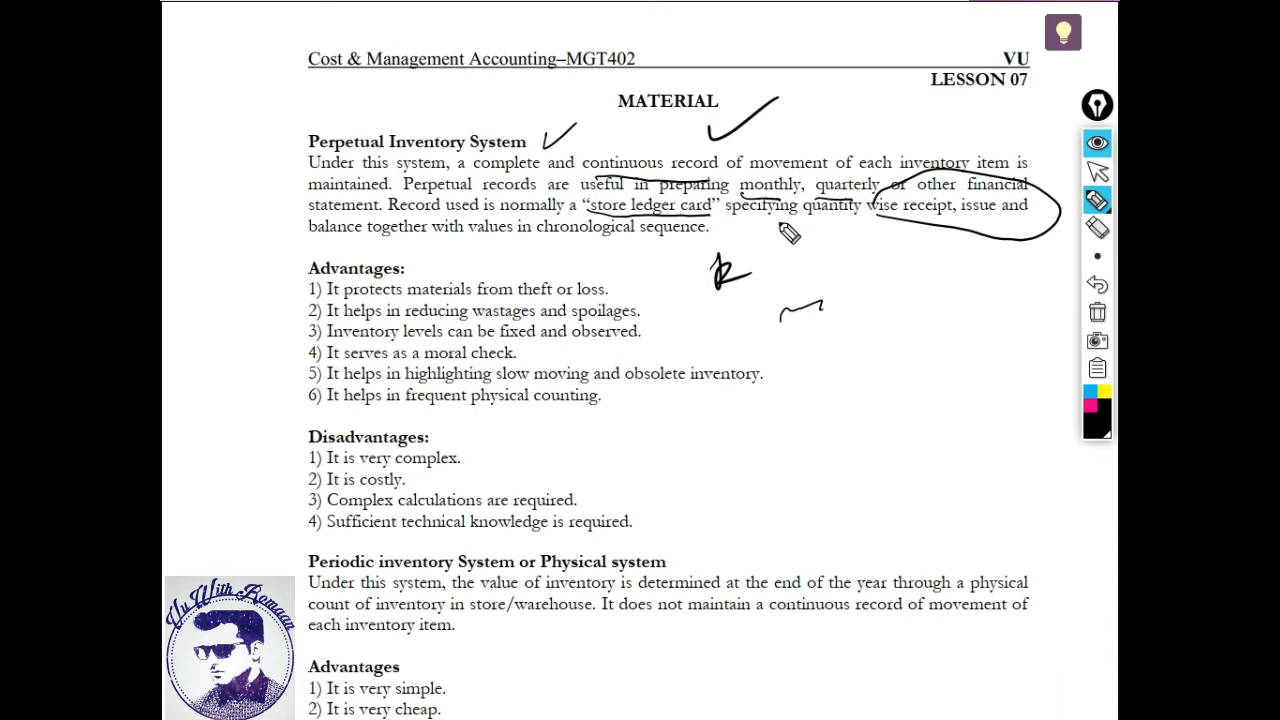 Cost & Management Accounting–MGT402 VU
LESSON 07
MATERIAL
Perpetual Inventory System
Under this system, a complete and continuous record of movement of each inventory item is
maintained. Perpetual records are useful in preparing monthly, quarterly or other financial
statement. Record used is normally a “store ledger card” specifying quantity wise receipt, issue and
balance together with values in chronological sequence.
Advantages:
1) It protects materials from theft or loss.
2) It helps in reducing wastages and spoilages.
3) Inventory levels can be fixed and observed.
4) It serves as a moral check.
5) It helps in highlighting slow moving and obsolete inventory.
6) It helps in frequent physical counting.
Disadvantages:
1) It is very complex.
2) It is costly.
3) Complex calculations are required.
4) Sufficient technical knowledge is required.
Periodic inventory System or Physical system
Under this system, the value of inventory is determined at the end of the year through a physical
count of inventory in store/warehouse. It does not maintain a continuous record of movement of
each inventory item.
Advantages
1) It is very simple.
2) It is very cheap.
Vu With Roman